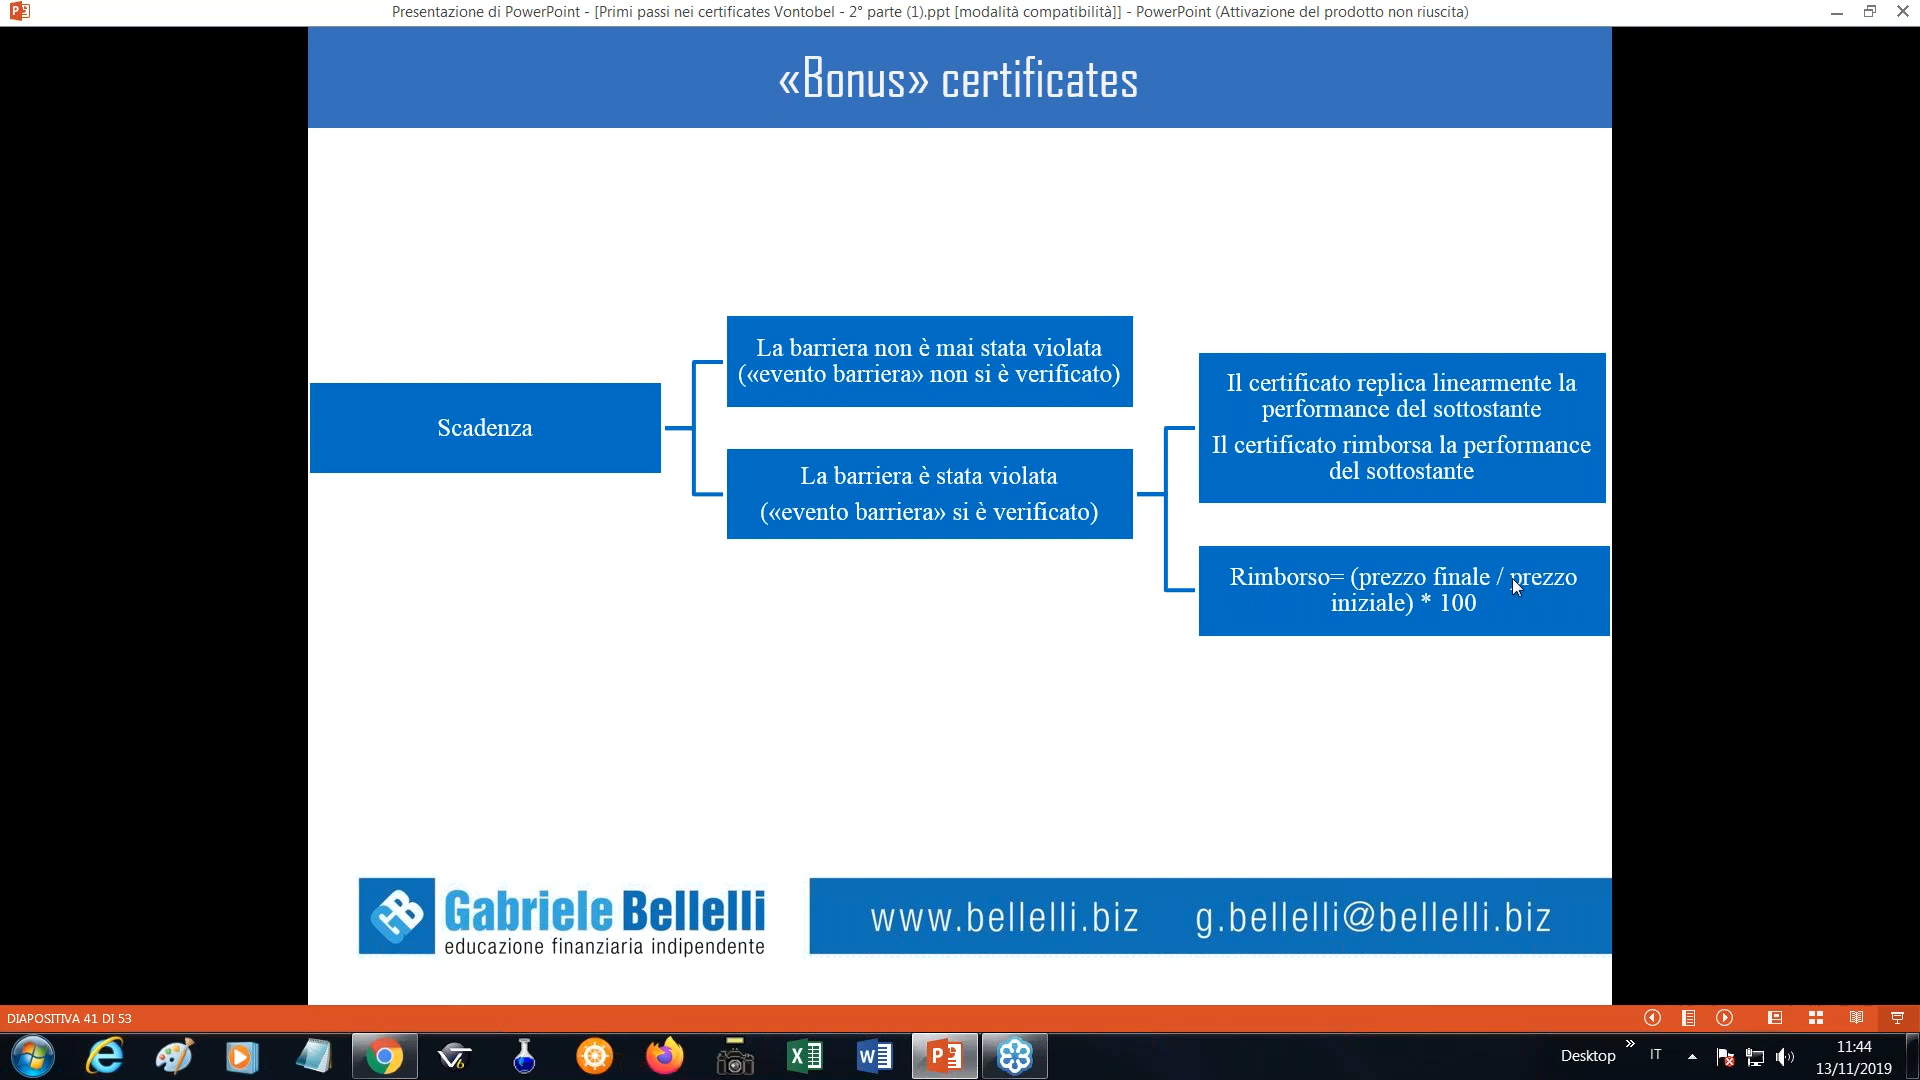 Presentazione di PowerPoint - [Primi passi nei certificates Vontobel - 2° parte (1).ppt [modalità compatibilità]] - PowerPoint (Attivazione del prodotto non riuscita)
«Bonus» certificates
Scadenza
La barriera non è mai stata violata
(«evento barriera» non si è verificato)
La barriera è stata violata
(«evento barriera» si è verificato)
Il certificato replica linearmente la
performance del sottostante
Il certificato rimborsa la performance
del sottostante
Rimborso= (prezzo finale / prezzo
iniziale) * 100
Gabriele Bellelli
educazione finanziaria indipendente
www.bellelli.biz g.bellelli@bellelli.biz
DIAPOSITIVA 41 DI 53
Desktop
IT
11:44
13/11/2019